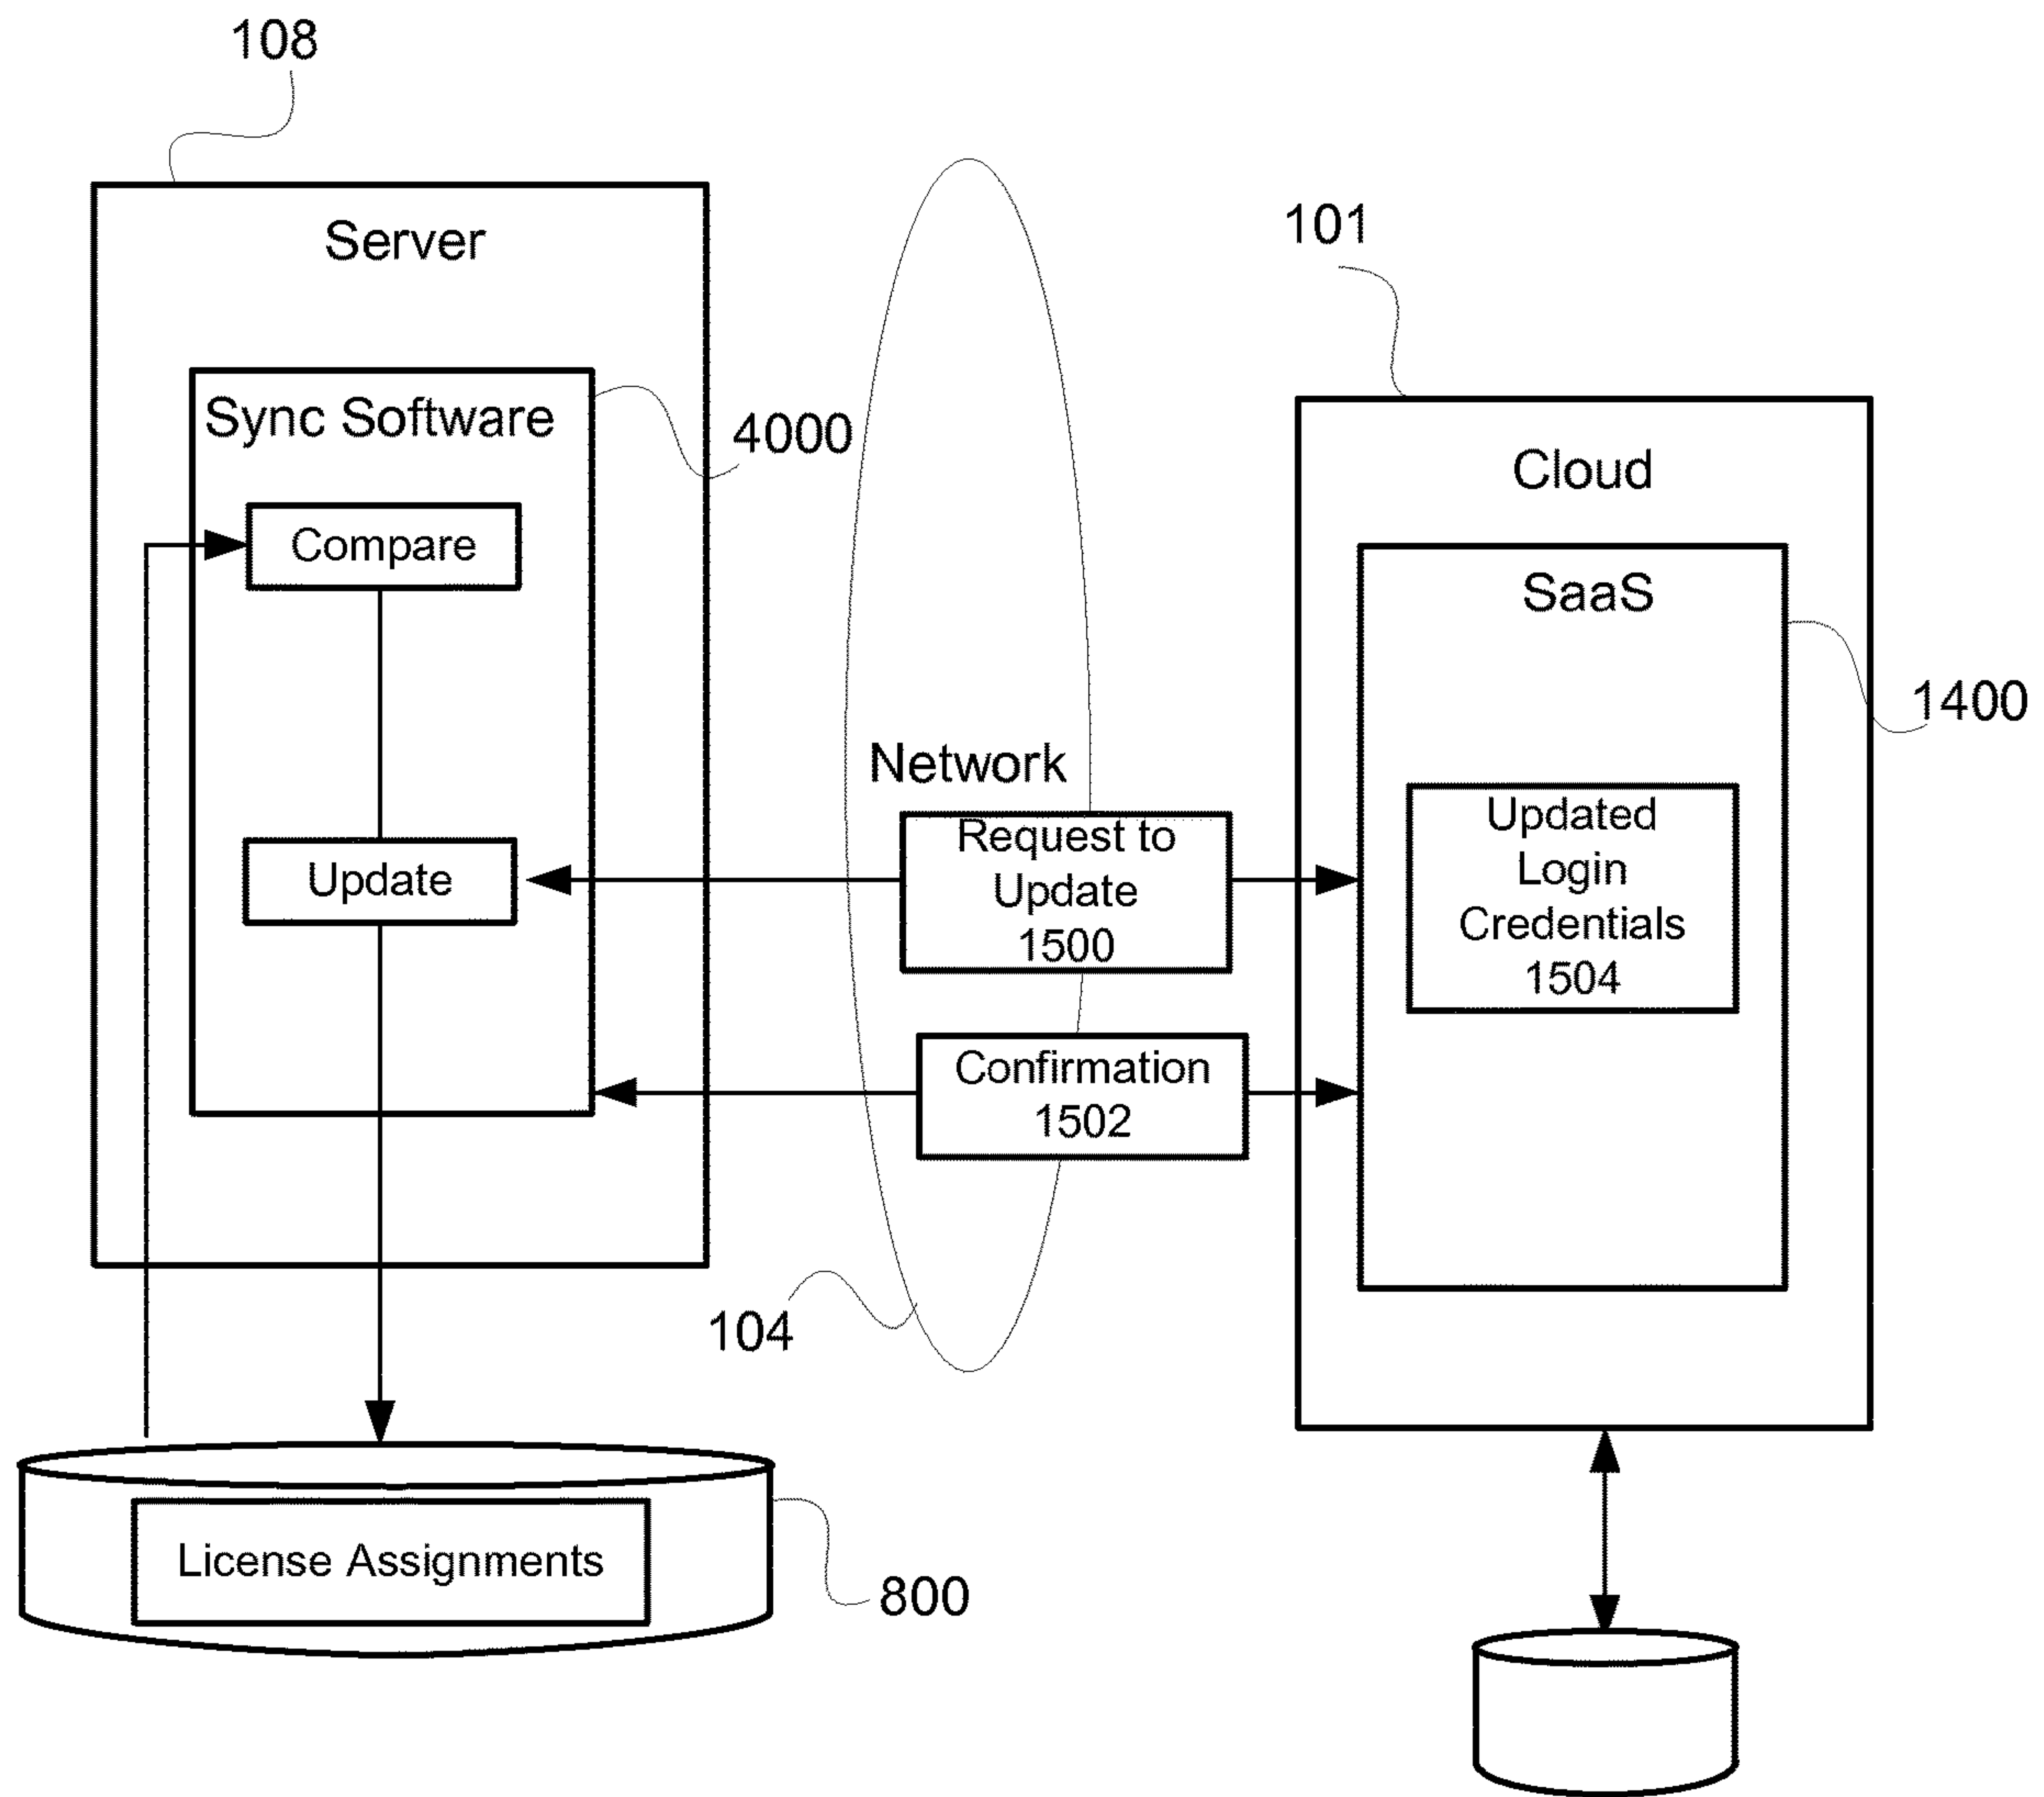 108
Server
101
Sync Software
4000
Cloud
Compare
SaaS
1400
Network
Request to
Update
1500
Updated
Login
Credentials
1504
Update
Confirmation
1502
104
License Assignments
800